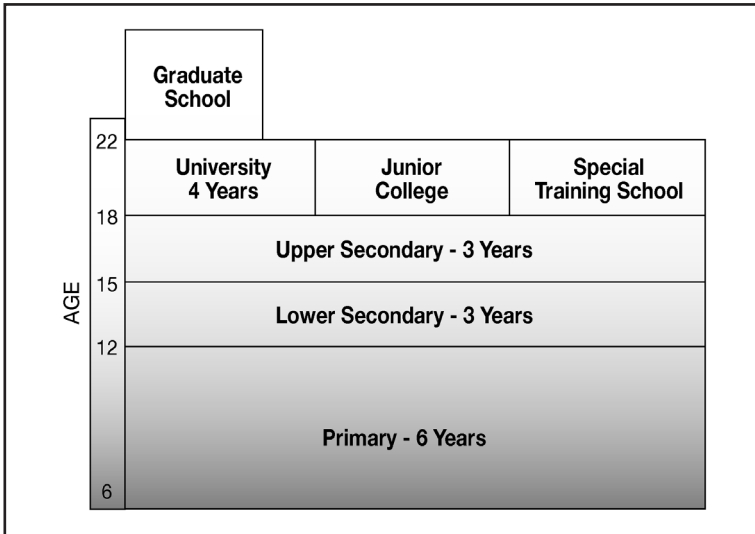 Graduate
School
22
University
4 Years
Junior
College
Special
Training School
18
Upper Secondary - 3 Years
15
AGE
Lower Secondary - 3 Years
12
Primary - 6 Years
6